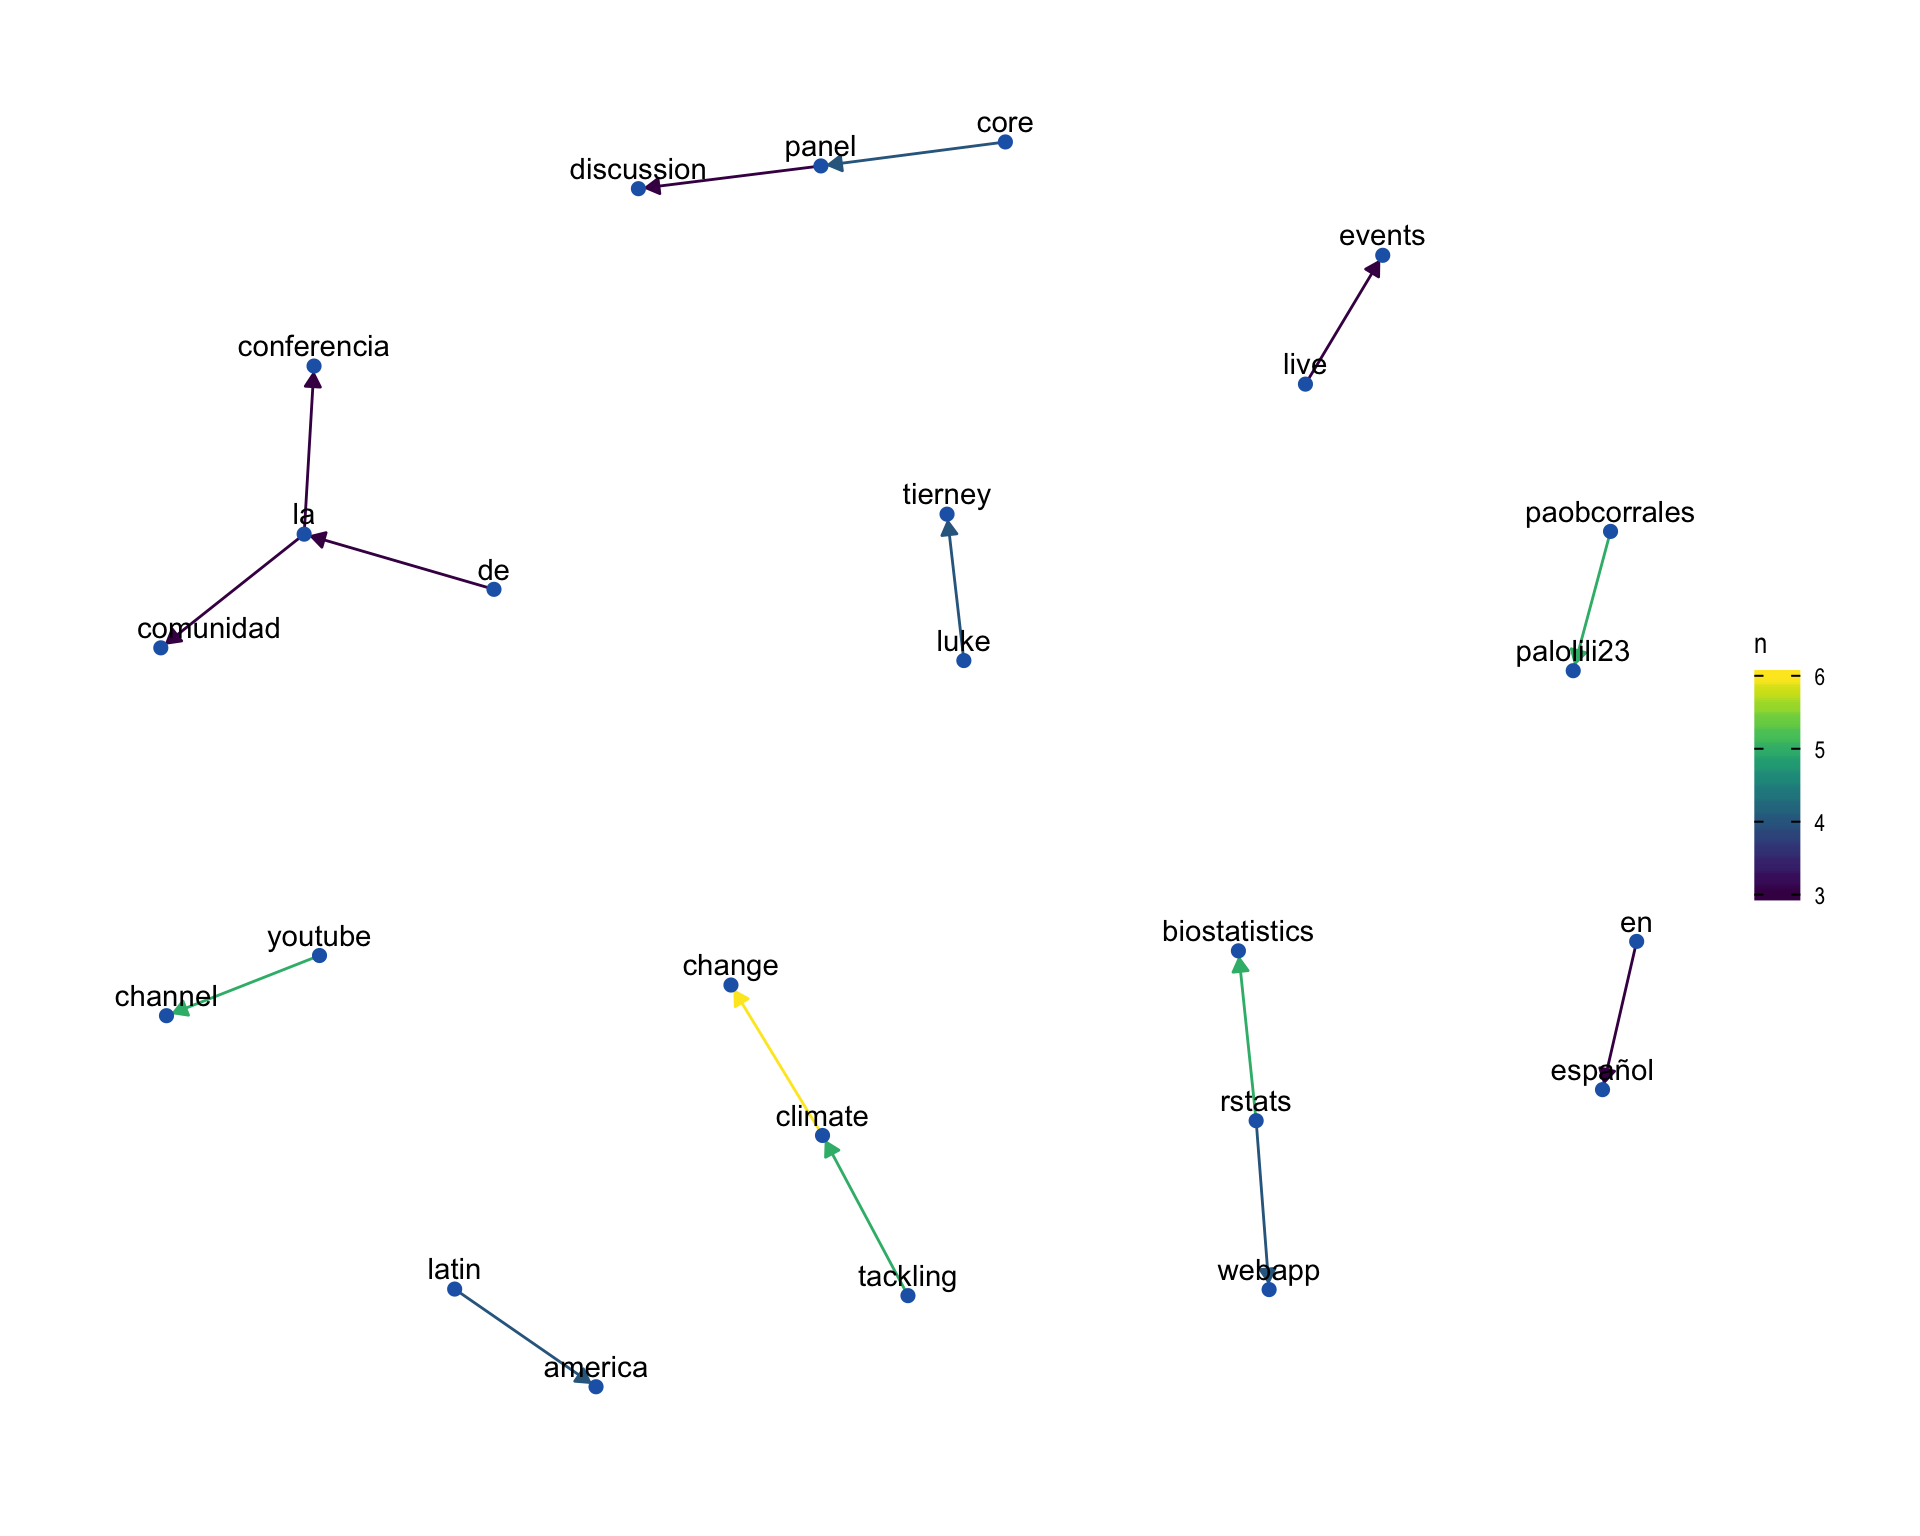 core
panel
discussion
events
conferencia
live
tierney
paobcorrales
la
de
comunidad
luke
palolili23
n
6
5
4
3
youtube
channel
change
biostatistics
en
español
climate
rstats
latin
tackling
webapp
america